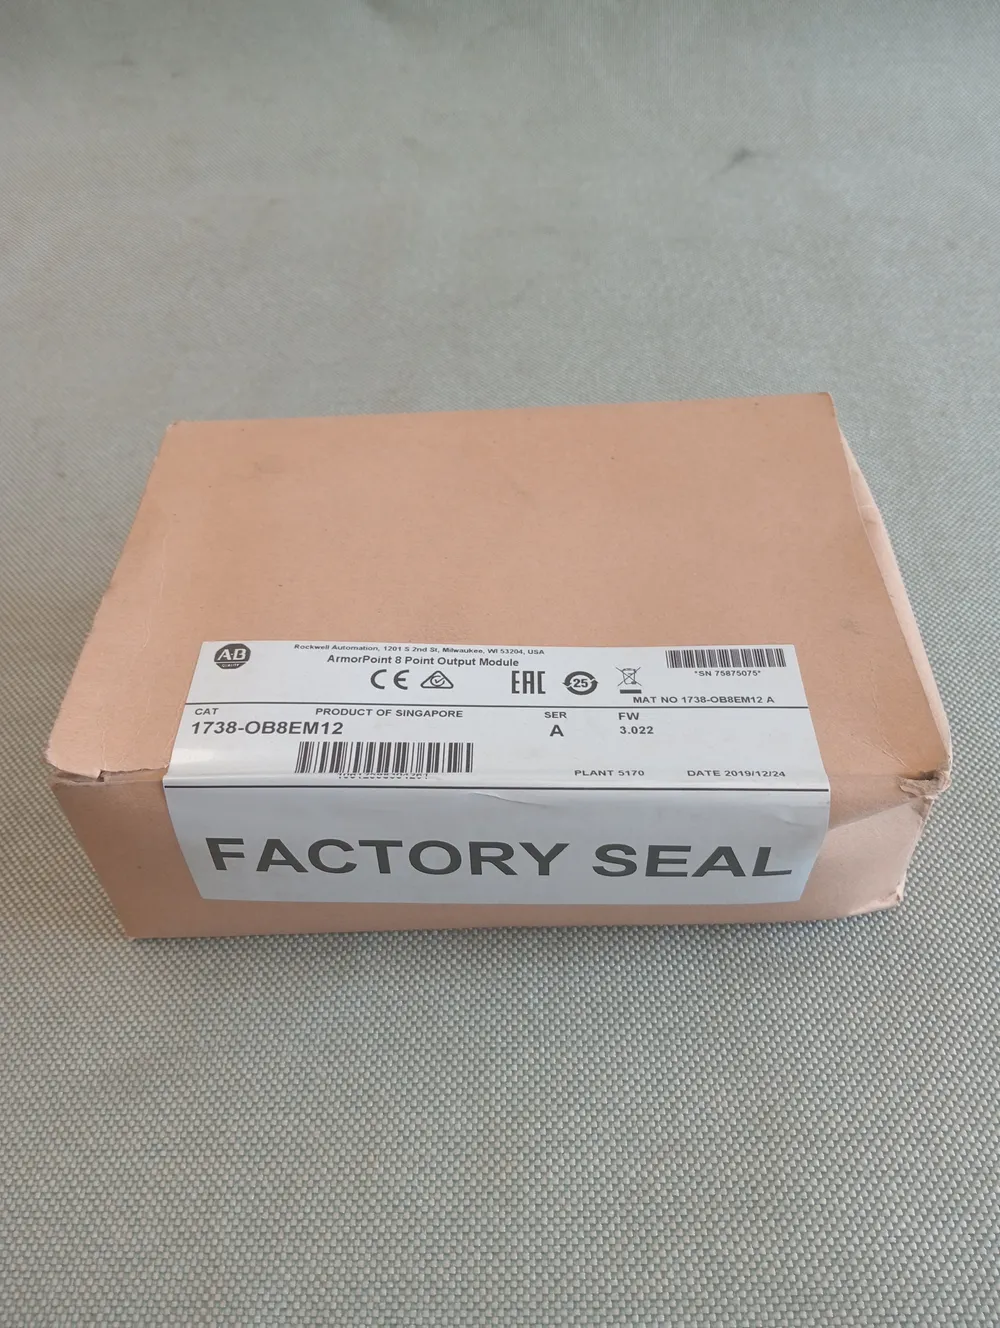 A-B
QUALITY
Rockwell Automation, 1201 S 2nd St, Milwaukee, WI 53204, USA
ArmorPoint 8 Point Output Module
CE
EAC
25
*SN 75875075*
MAT NO 1738-OB8EM12 A
CAT
PRODUCT OF SINGAPORE
SER
FW
1738-OB8EM12
A
3.022
PLANT 5170
DATE 2019/12/24
FACTORY SEAL